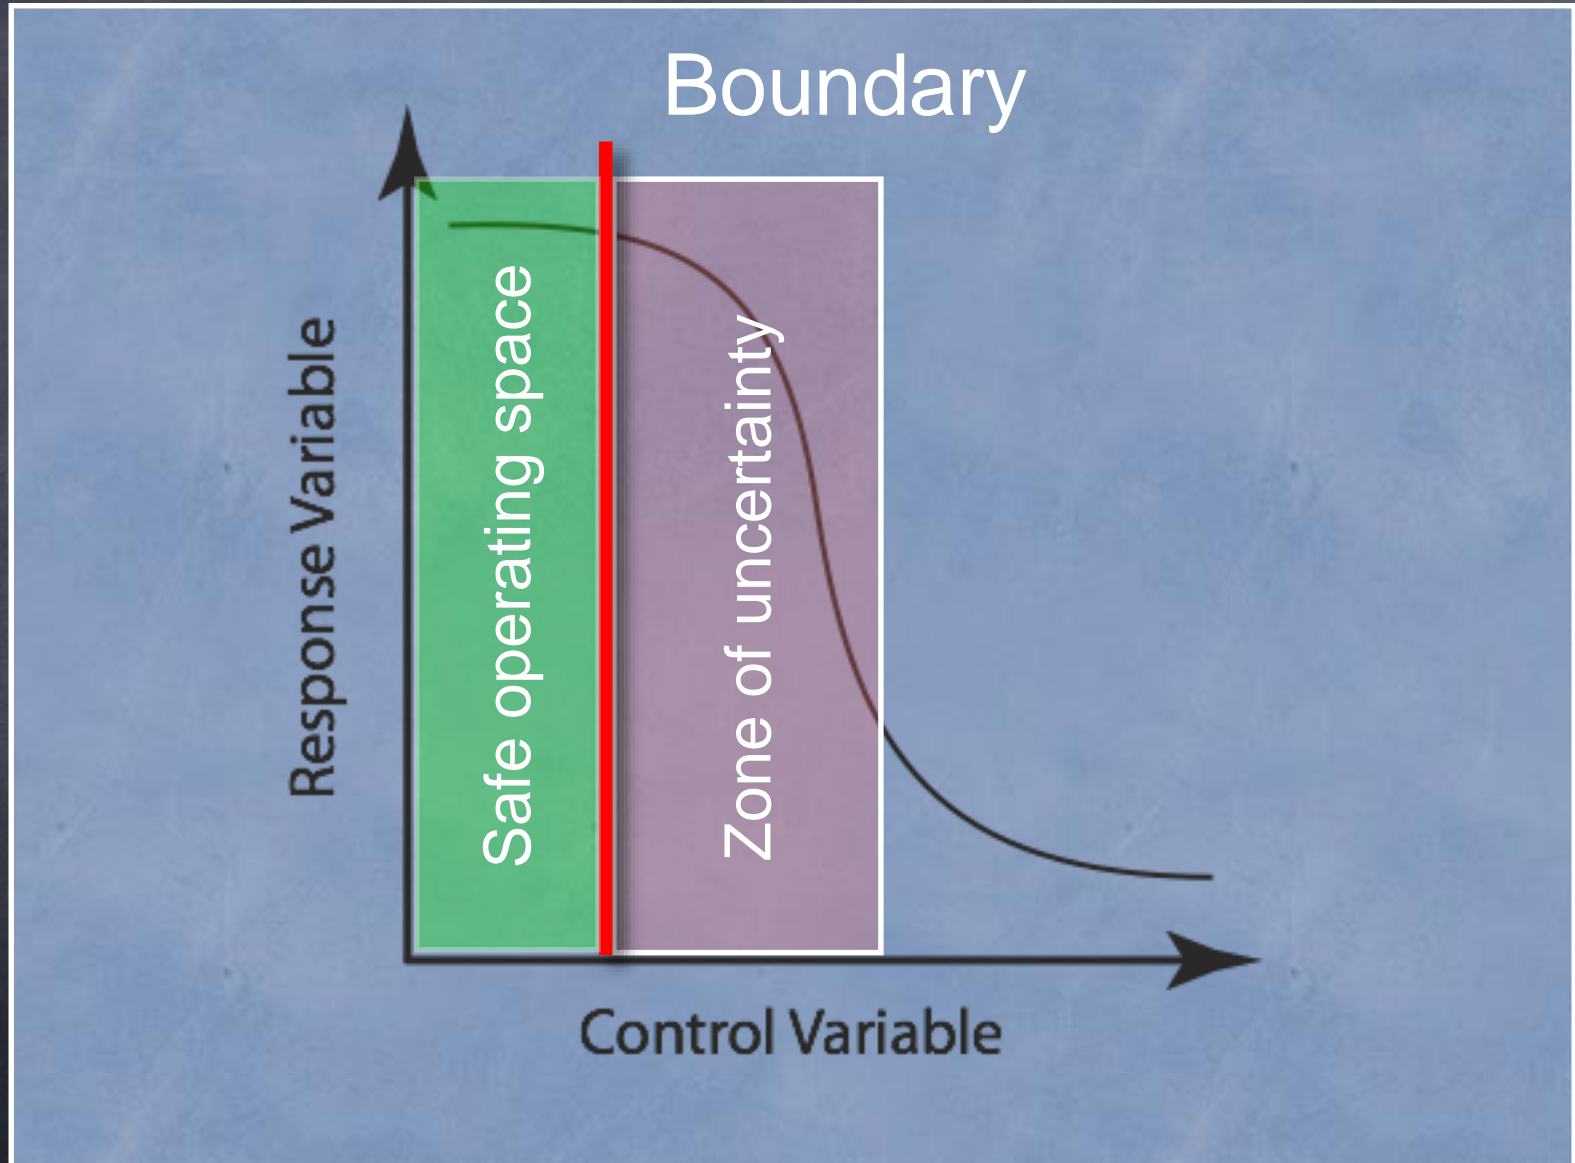 Boundary
Response Variable
Safe operating space
Zone of uncertainty
Control Variable